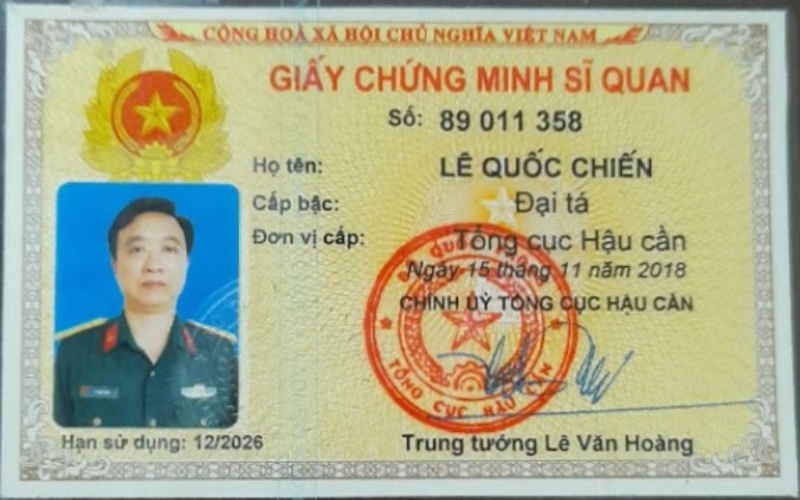 CỘNG HOÀ XÃ HỘI CHỦ NGHĨA VIỆT NAM
GIẤY CHỨNG MINH SĨ QUAN
Số: 89 011 358
Họ tên: LÊ QUỐC CHIẾN
Cấp bậc: Đại tá
Đơn vị cấp: Tổng cục Hậu cần
Ngày 15 tháng 11 năm 2018
CHÍNH UỶ TỔNG CỤC HẬU CẦN
TỔNG CỤC HẬU CẦN
Hạn sử dụng: 12/2026
Trung tướng Lê Văn Hoàng